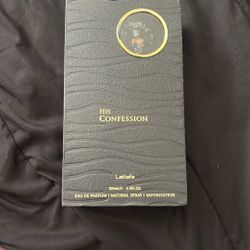 HIS
CONFESSION
Lattafa
100ml℮ 3.4FL.OZ
EAU DE PARFUM | NATURAL SPRAY | VAPORISATEUR